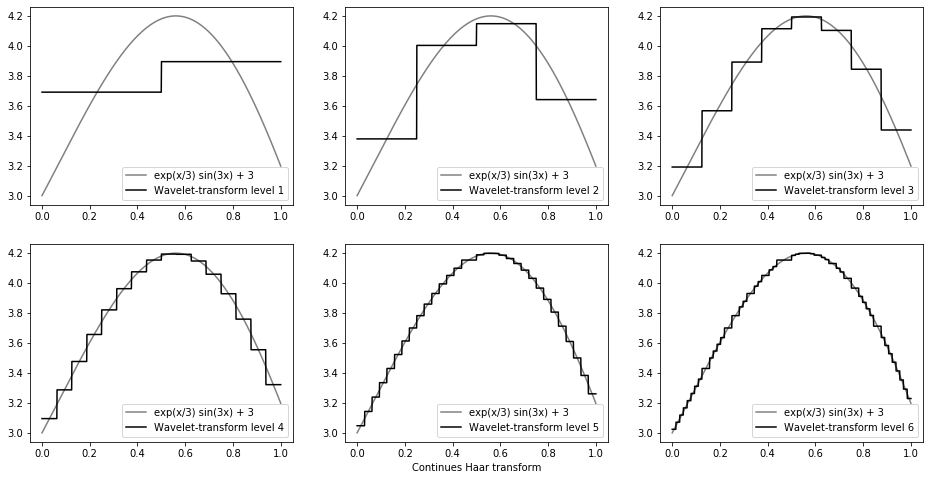 4.2
4.0
3.8
3.6
3.4
3.2
3.0
0.0 0.2 0.4 0.6 0.8 1.0
exp(x/3) sin(3x) + 3
Wavelet-transform level 1
4.2
4.0
3.8
3.6
3.4
3.2
3.0
0.0 0.2 0.4 0.6 0.8 1.0
exp(x/3) sin(3x) + 3
Wavelet-transform level 2
4.2
4.0
3.8
3.6
3.4
3.2
3.0
0.0 0.2 0.4 0.6 0.8 1.0
exp(x/3) sin(3x) + 3
Wavelet-transform level 3
4.2
4.0
3.8
3.6
3.4
3.2
3.0
0.0 0.2 0.4 0.6 0.8 1.0
exp(x/3) sin(3x) + 3
Wavelet-transform level 4
4.2
4.0
3.8
3.6
3.4
3.2
3.0
0.0 0.2 0.4 0.6 0.8 1.0
exp(x/3) sin(3x) + 3
Wavelet-transform level 5
Continues Haar transform
4.2
4.0
3.8
3.6
3.4
3.2
3.0
0.0 0.2 0.4 0.6 0.8 1.0
exp(x/3) sin(3x) + 3
Wavelet-transform level 6